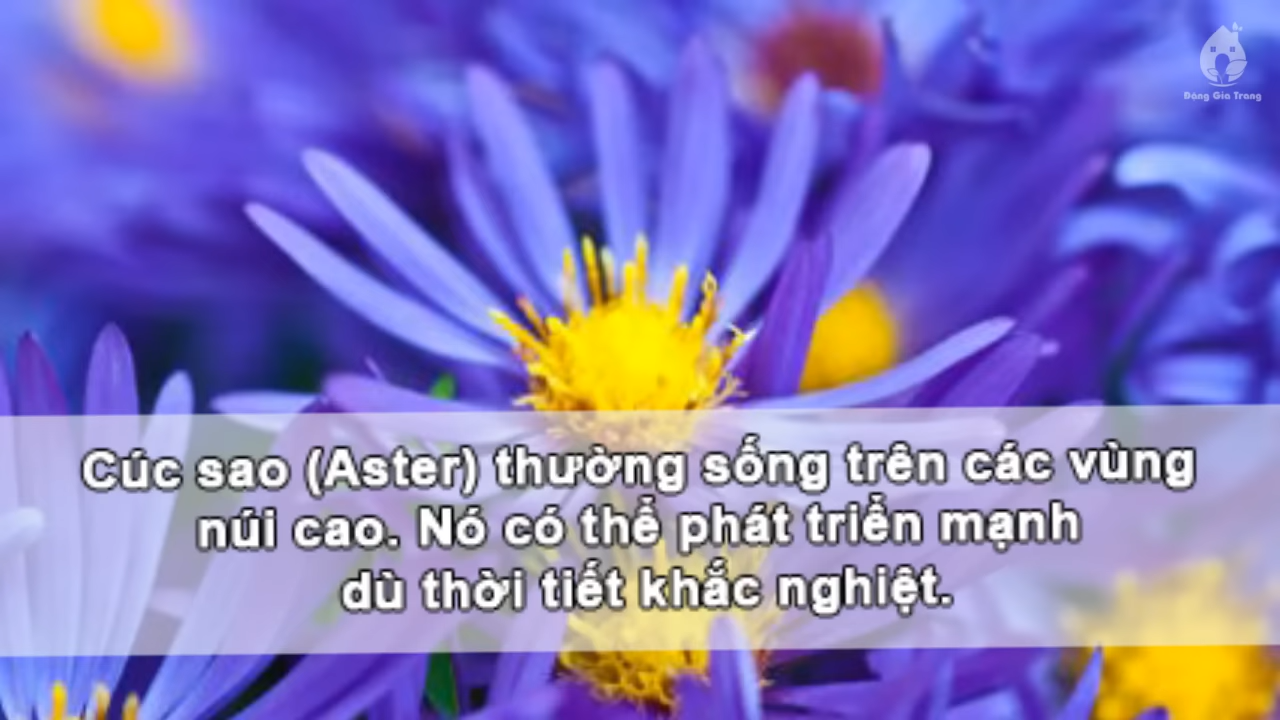 Đăng Gia Trang
Cúc sao (Aster) thường sống trên các vùng
núi cao. Nó có thể phát triển mạnh
dù thời tiết khắc nghiệt.